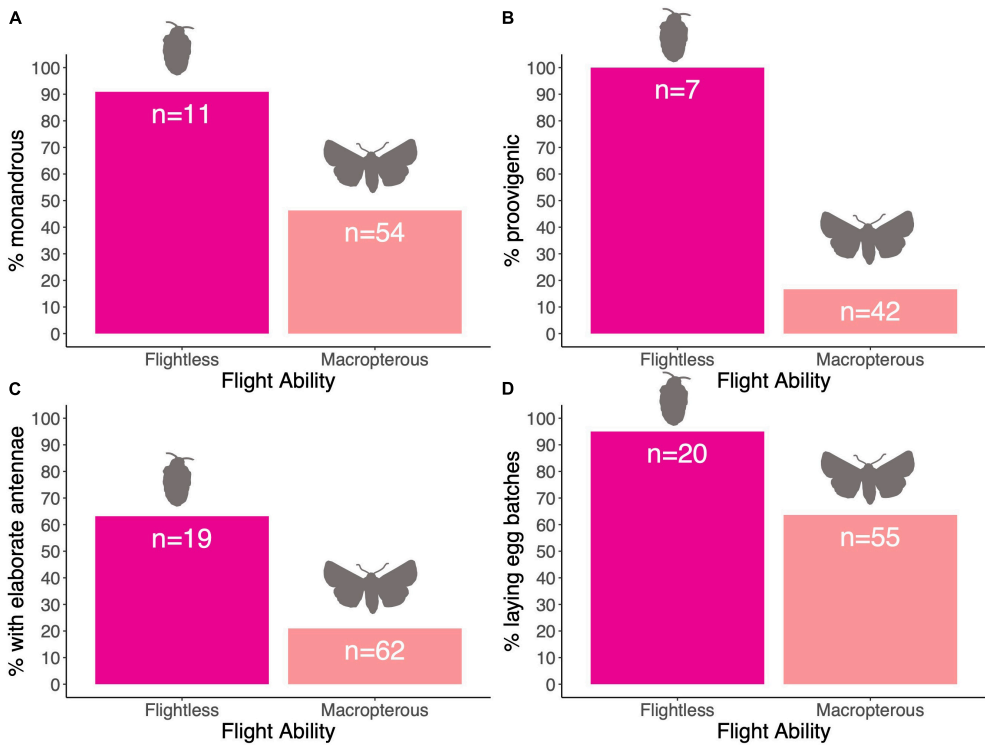 A
% monandrous
100
90
80
70
60
50
40
30
20
10
0
n=11
n=54
Flightless Macropterous
Flight Ability
B
% proovigenic
100
90
80
70
60
50
40
30
20
10
0
n=7
n=42
Flightless Macropterous
Flight Ability
C
% with elaborate antennae
100
90
80
70
60
50
40
30
20
10
0
n=19
n=62
Flightless Macropterous
Flight Ability
D
% laying egg batches
100
90
80
70
60
50
40
30
20
10
0
n=20
n=55
Flightless Macropterous
Flight Ability